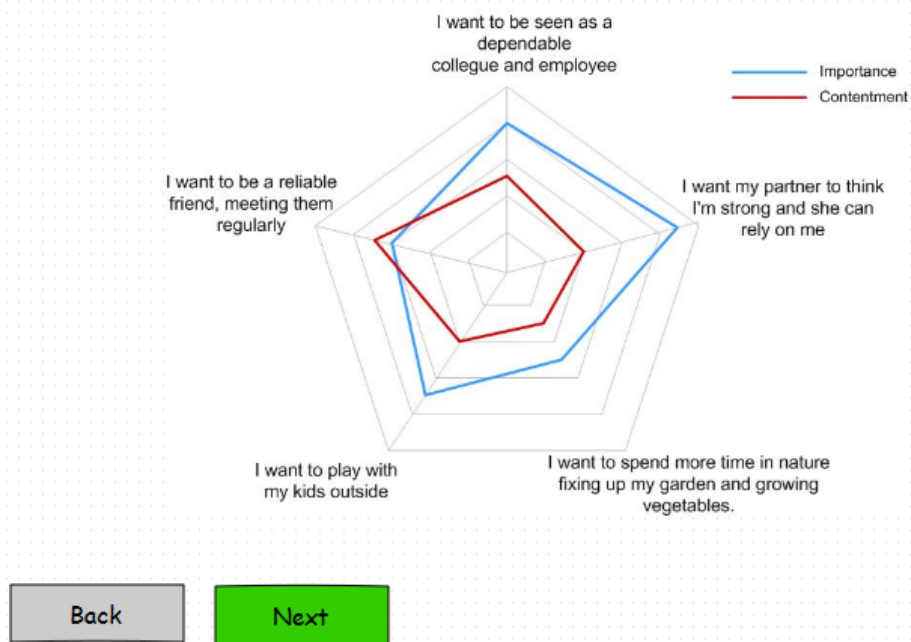 I want to be seen as a
dependable
collegue and employee
Importance
Contentment
I want to be a reliable
friend, meeting them
regularly
I want my partner to think
I'm strong and she can
rely on me
I want to play with
my kids outside
I want to spend more time in nature
fixing up my garden and growing
vegetables.
Back
Next